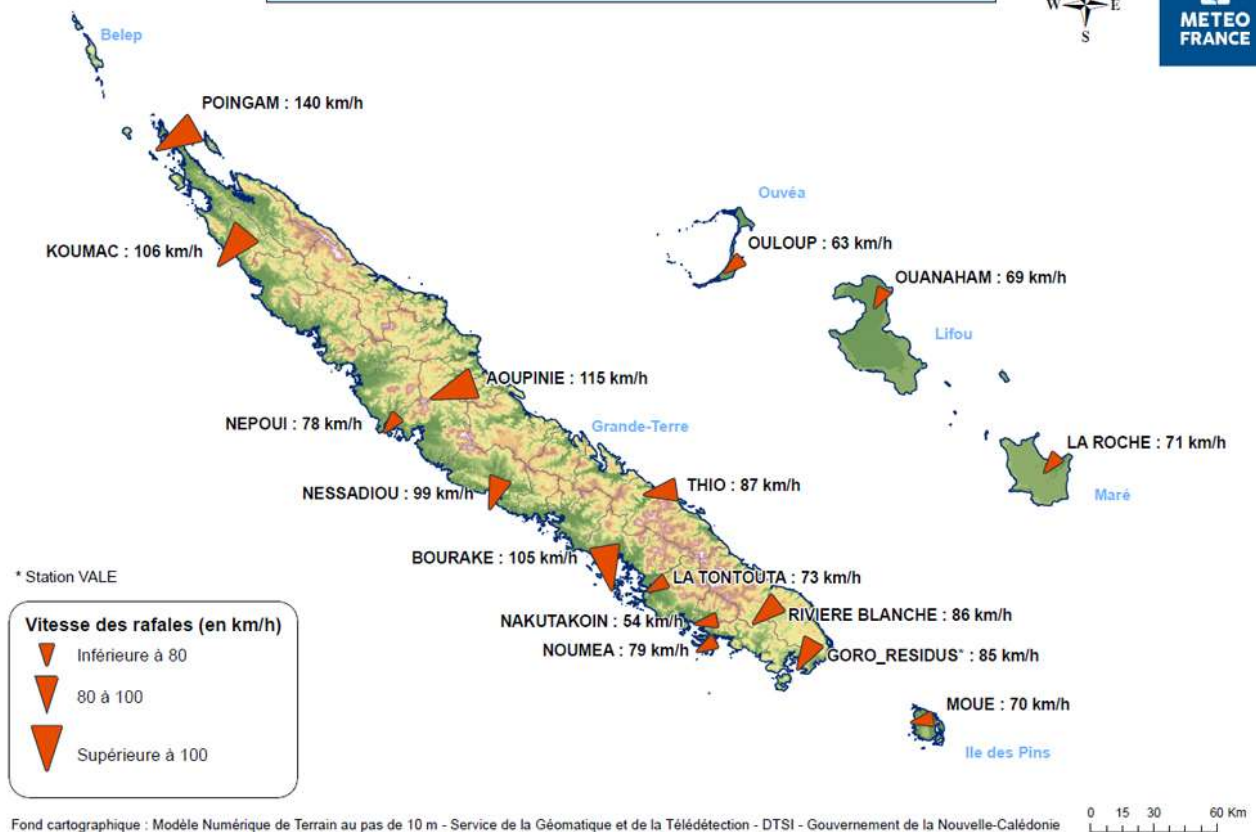 W E
S
METEO
FRANCE
Belep
POINGAM : 140 km/h
Ouvéa
KOUMAC : 106 km/h
OULOUP : 63 km/h
OUANAHAM : 69 km/h
Lifou
AOUPINIE : 115 km/h
NEPOUI : 78 km/h
Grande-Terre
LA ROCHE : 71 km/h
NESSADIOU : 99 km/h
THIO : 87 km/h
Maré
BOURAKE : 105 km/h
* Station VALE
LA TONTOUTA : 73 km/h
NAKUTAKOIN : 54 km/h
RIVIERE BLANCHE : 86 km/h
NOUMEA : 79 km/h
GORO_RESIDUS* : 85 km/h
MOUE : 70 km/h
Ile des Pins
Vitesse des rafales (en km/h)
Inférieure à 80
80 à 100
Supérieure à 100
0 15 30 60 Km
Fond cartographique : Modèle Numérique de Terrain au pas de 10 m - Service de la Géomatique et de la Télédétection - DTSI - Gouvernement de la Nouvelle-Calédonie